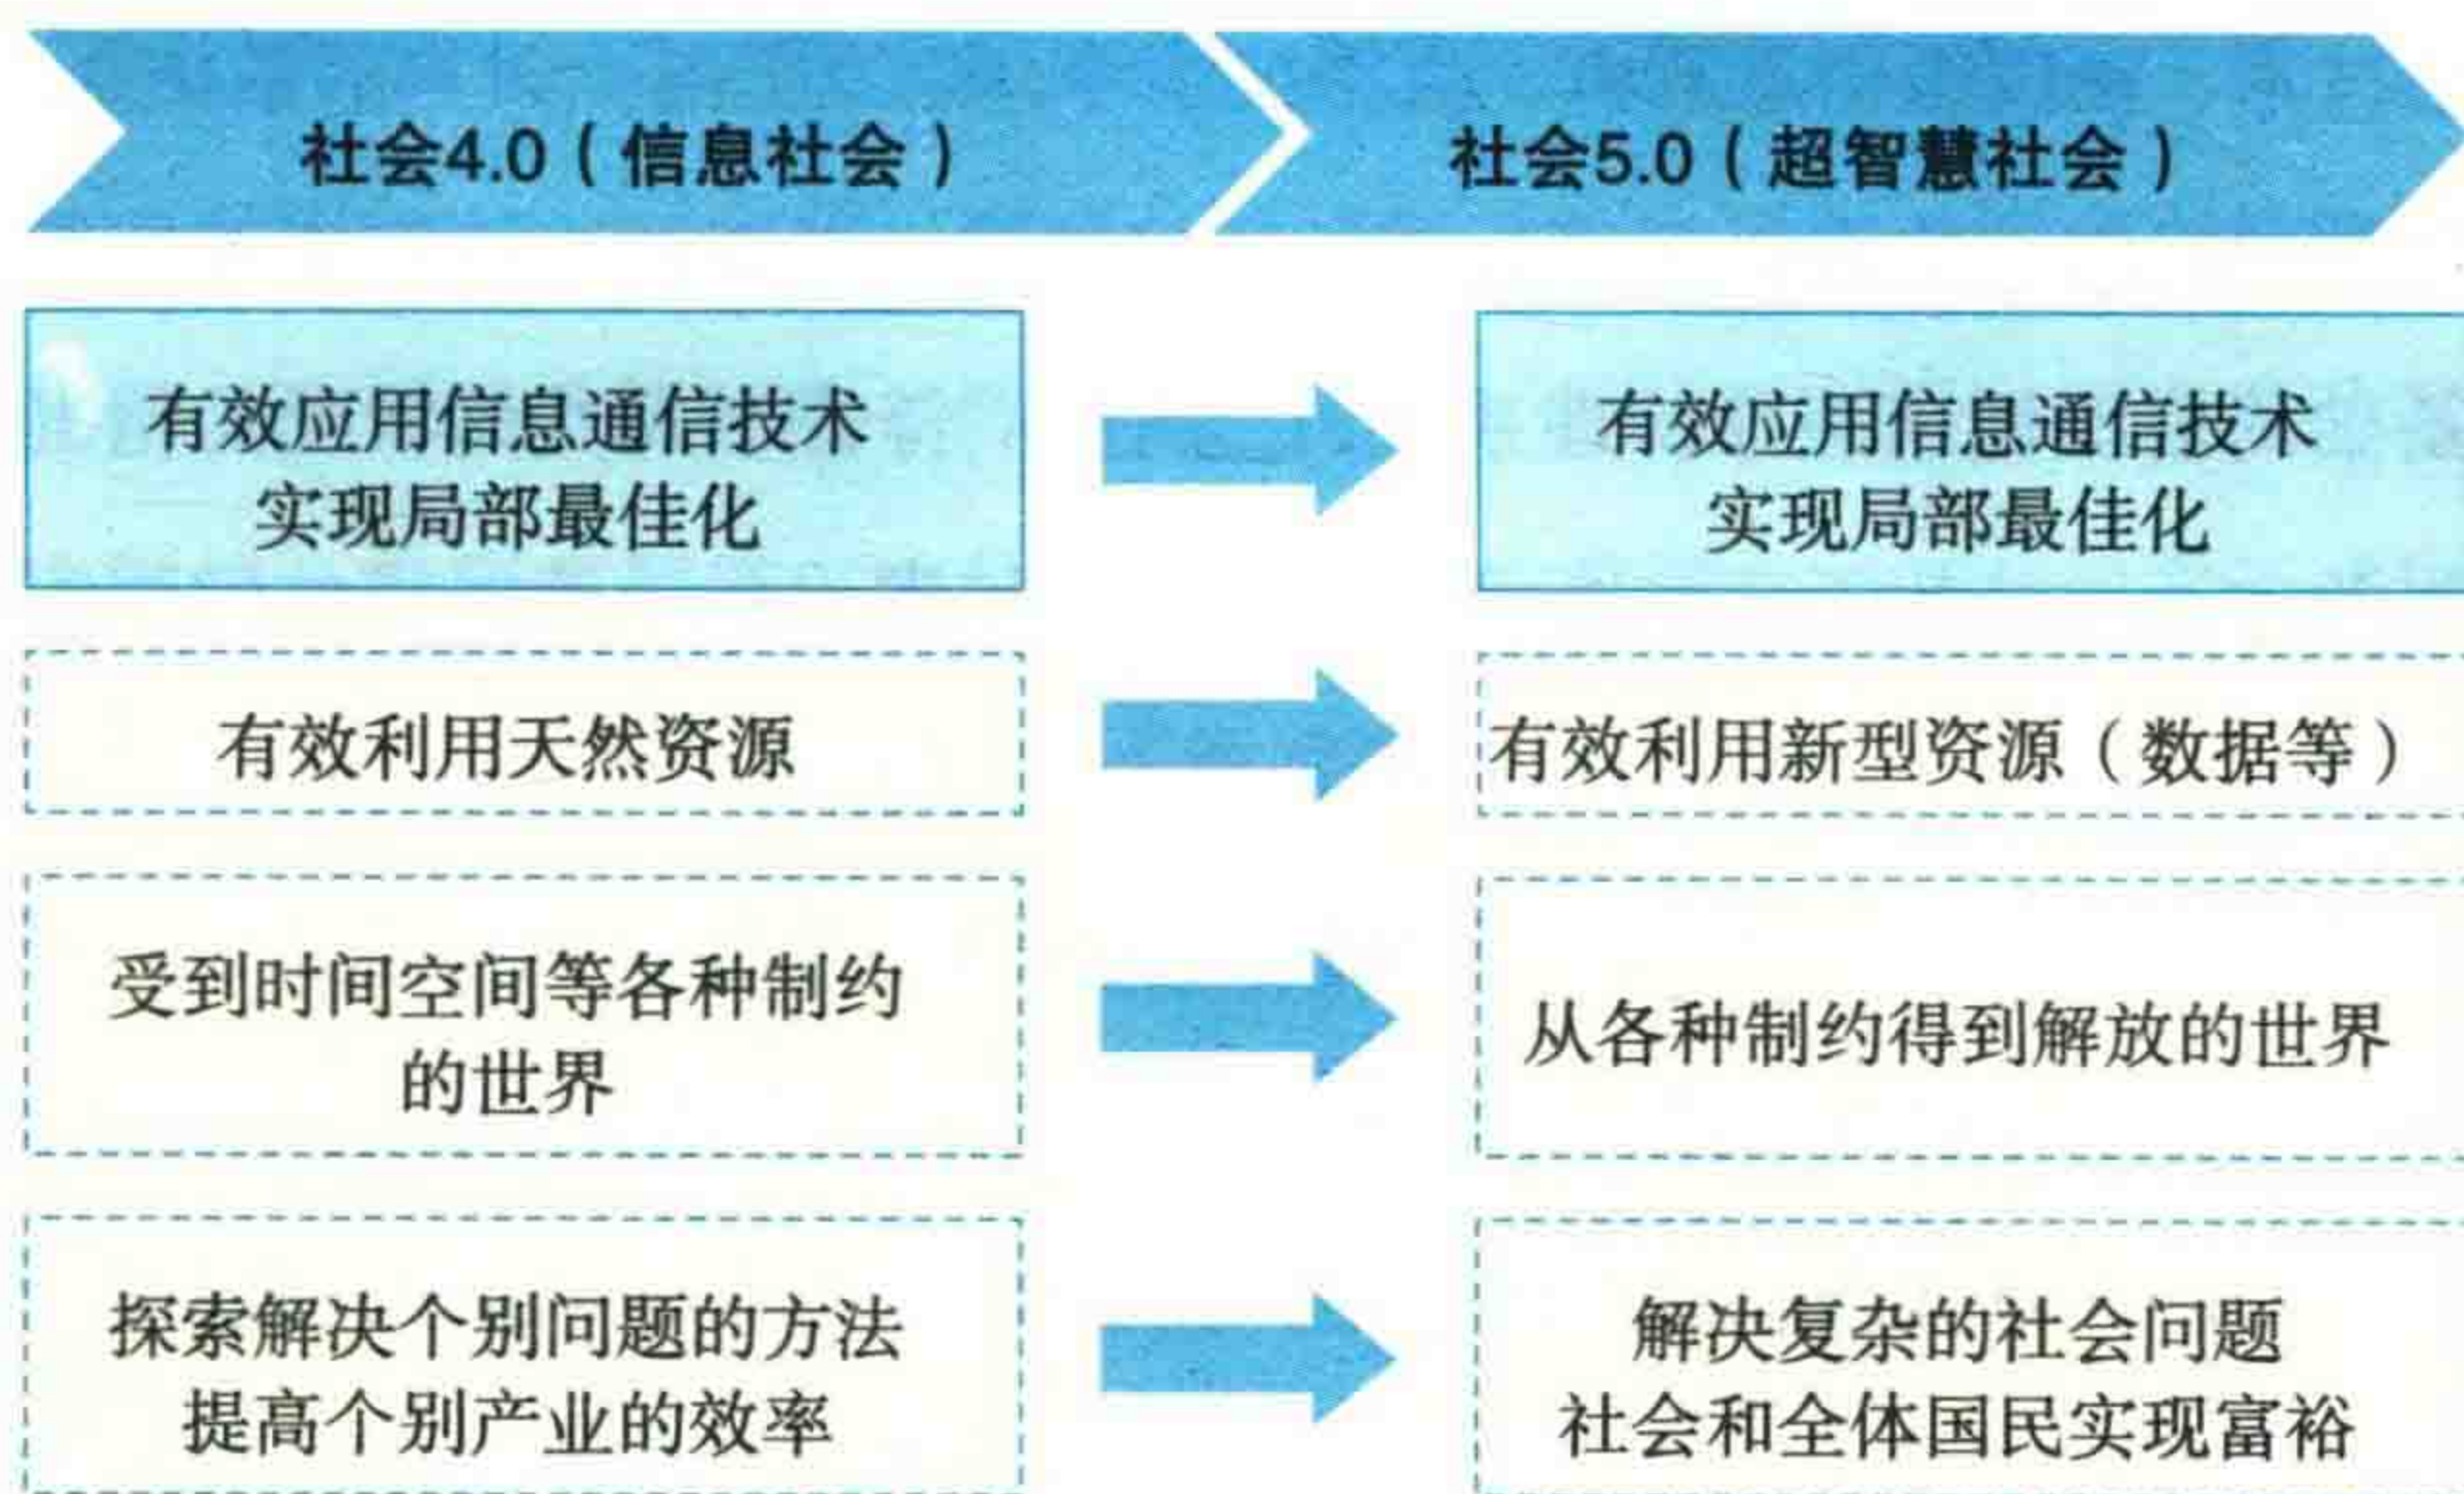 社会4.0（信息社会）
社会5.0（超智慧社会）
有效应用信息通信技术
实现局部最佳化
有效应用信息通信技术
实现局部最佳化
有效利用天然资源
有效利用新型资源（数据等）
受到时间空间等各种制约
的世界
从各种制约得到解放的世界
探索解决个别问题的方法
提高个别产业的效率
解决复杂的社会问题
社会和全体国民实现富裕